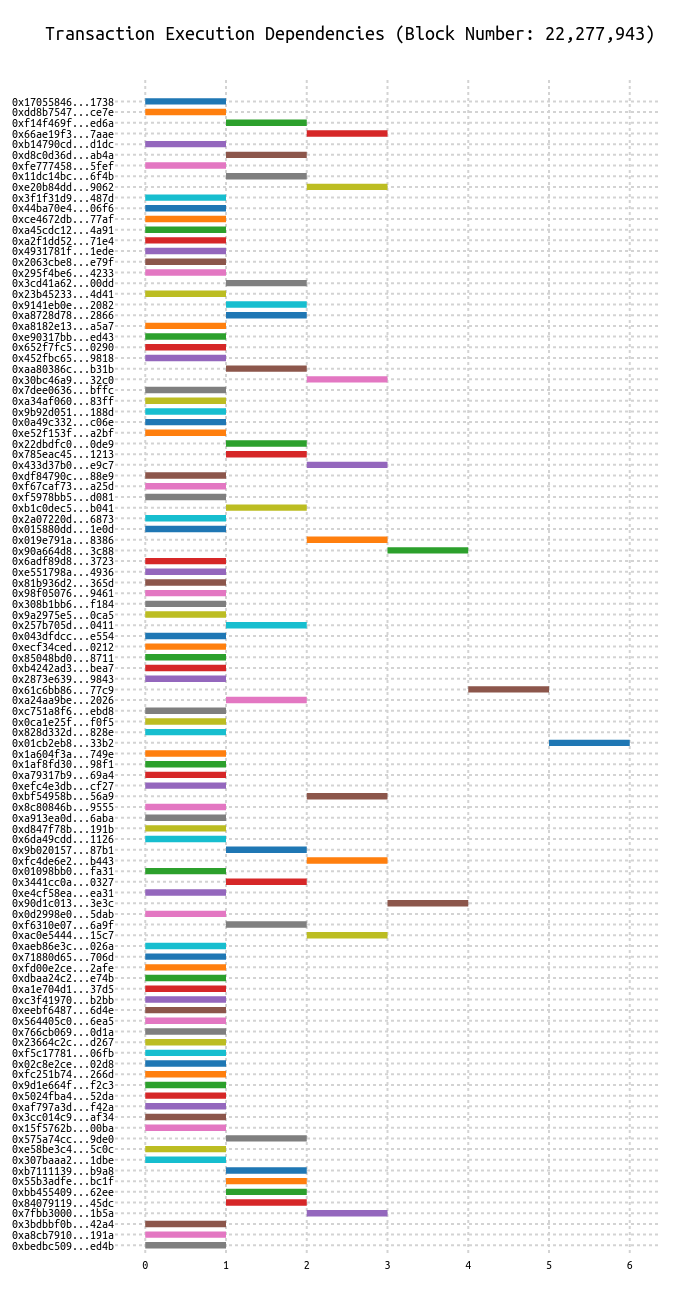 Transaction Execution Dependencies (Block Number: 22,277,943)
0x17055846...1738
0xdd8b7547...ce7e
0xf14f469f...ed6a
0x66ae19f3...7aae
0xb14790cd...d1dc
0xd8c0d36d...ab4a
0xfe777458...5fef
0x11dc14bc...6f4b
0xe20b84dd...9062
0x3f1f31d9...487d
0x44ba70e4...06f6
0xce4672db...77af
0xa45cdc12...4a91
0xa2f1dd52...71e4
0x4931781f...1ede
0x2063cbe8...e79f
0x295f4be6...4233
0x3cd41a62...00dd
0x23b45233...4d41
0x9141eb0e...2082
0xa8728d78...2866
0xa8182e13...a5a7
0xe90317bb...ed43
0x652f7fc5...0290
0x452fbc65...9818
0xaa80386c...b31b
0x30bc46a9...32c0
0x7dee0636...bffc
0xa34af060...83ff
0x9b92d051...188d
0x0a49c332...c06e
0xe52f153f...a2bf
0x22dbdfc0...0de9
0x785eac45...1213
0x433d37b0...e9c7
0xdf84790c...88e9
0xf67caf73...a25d
0xf5978bb5...d081
0xb1c0dec5...b041
0x2a07220d...6873
0x015880dd...1e0d
0x019e791a...8386
0x90a664d8...3c88
0x6adf89d8...3723
0xe551798a...4936
0x81b936d2...365d
0x98f05076...9461
0x308b1bb6...f184
0x9a2975e5...0ca5
0x257b705d...0411
0x043dfdcc...e554
0xecf34ced...0212
0x85048bd0...8711
0xb4242ad3...bea7
0x2873e639...9843
0x61c6bb86...77c9
0xa24aa9be...2026
0xc751a8f6...ebd8
0x0ca1e25f...f0f5
0x828d332d...828e
0x01cb2eb8...33b2
0x1a604f3a...749e
0x1af8fd30...98f1
0xa79317b9...69a4
0xefc4e3db...cf27
0xbf54958b...56a9
0x8c80846b...9555
0xa913ea0d...6aba
0xd847f78b...191b
0x6da49cdd...1126
0x9b020157...87b1
0xfc4de6e2...b443
0x01098bb0...fa31
0x3441cc0a...0327
0xe4cf58ea...ea31
0x90d1c013...3e3c
0x0d2998e0...5dab
0xf6310e07...6a9f
0xac0e5444...15c7
0xaeb86e3c...026a
0x71880d65...706d
0xfd00e2ce...2afe
0xdbaa24c2...e74b
0xa1e704d1...37d5
0xc3f41970...b2bb
0xeebf6487...6d4e
0x564405c0...6ea5
0x766cb069...0d1a
0x23664c2c...d267
0xf5c17781...06fb
0x02c8e2ce...02d8
0xfc251b74...266d
0x9d1e664f...f2c3
0x5024fba4...52da
0xaf797a3d...f42a
0x3cc014c9...af34
0x15f5762b...00ba
0x575a74cc...9de0
0xe58be3c4...5c0c
0x307baaa2...1dbe
0xb7111139...b9a8
0x55b3adfe...bc1f
0xbb455409...62ee
0x84079119...45dc
0x7fbb3000...1b5a
0x3bdbbf0b...42a4
0xa8cb7910...191a
0xbedbc509...ed4b
0 1 2 3 4 5 6